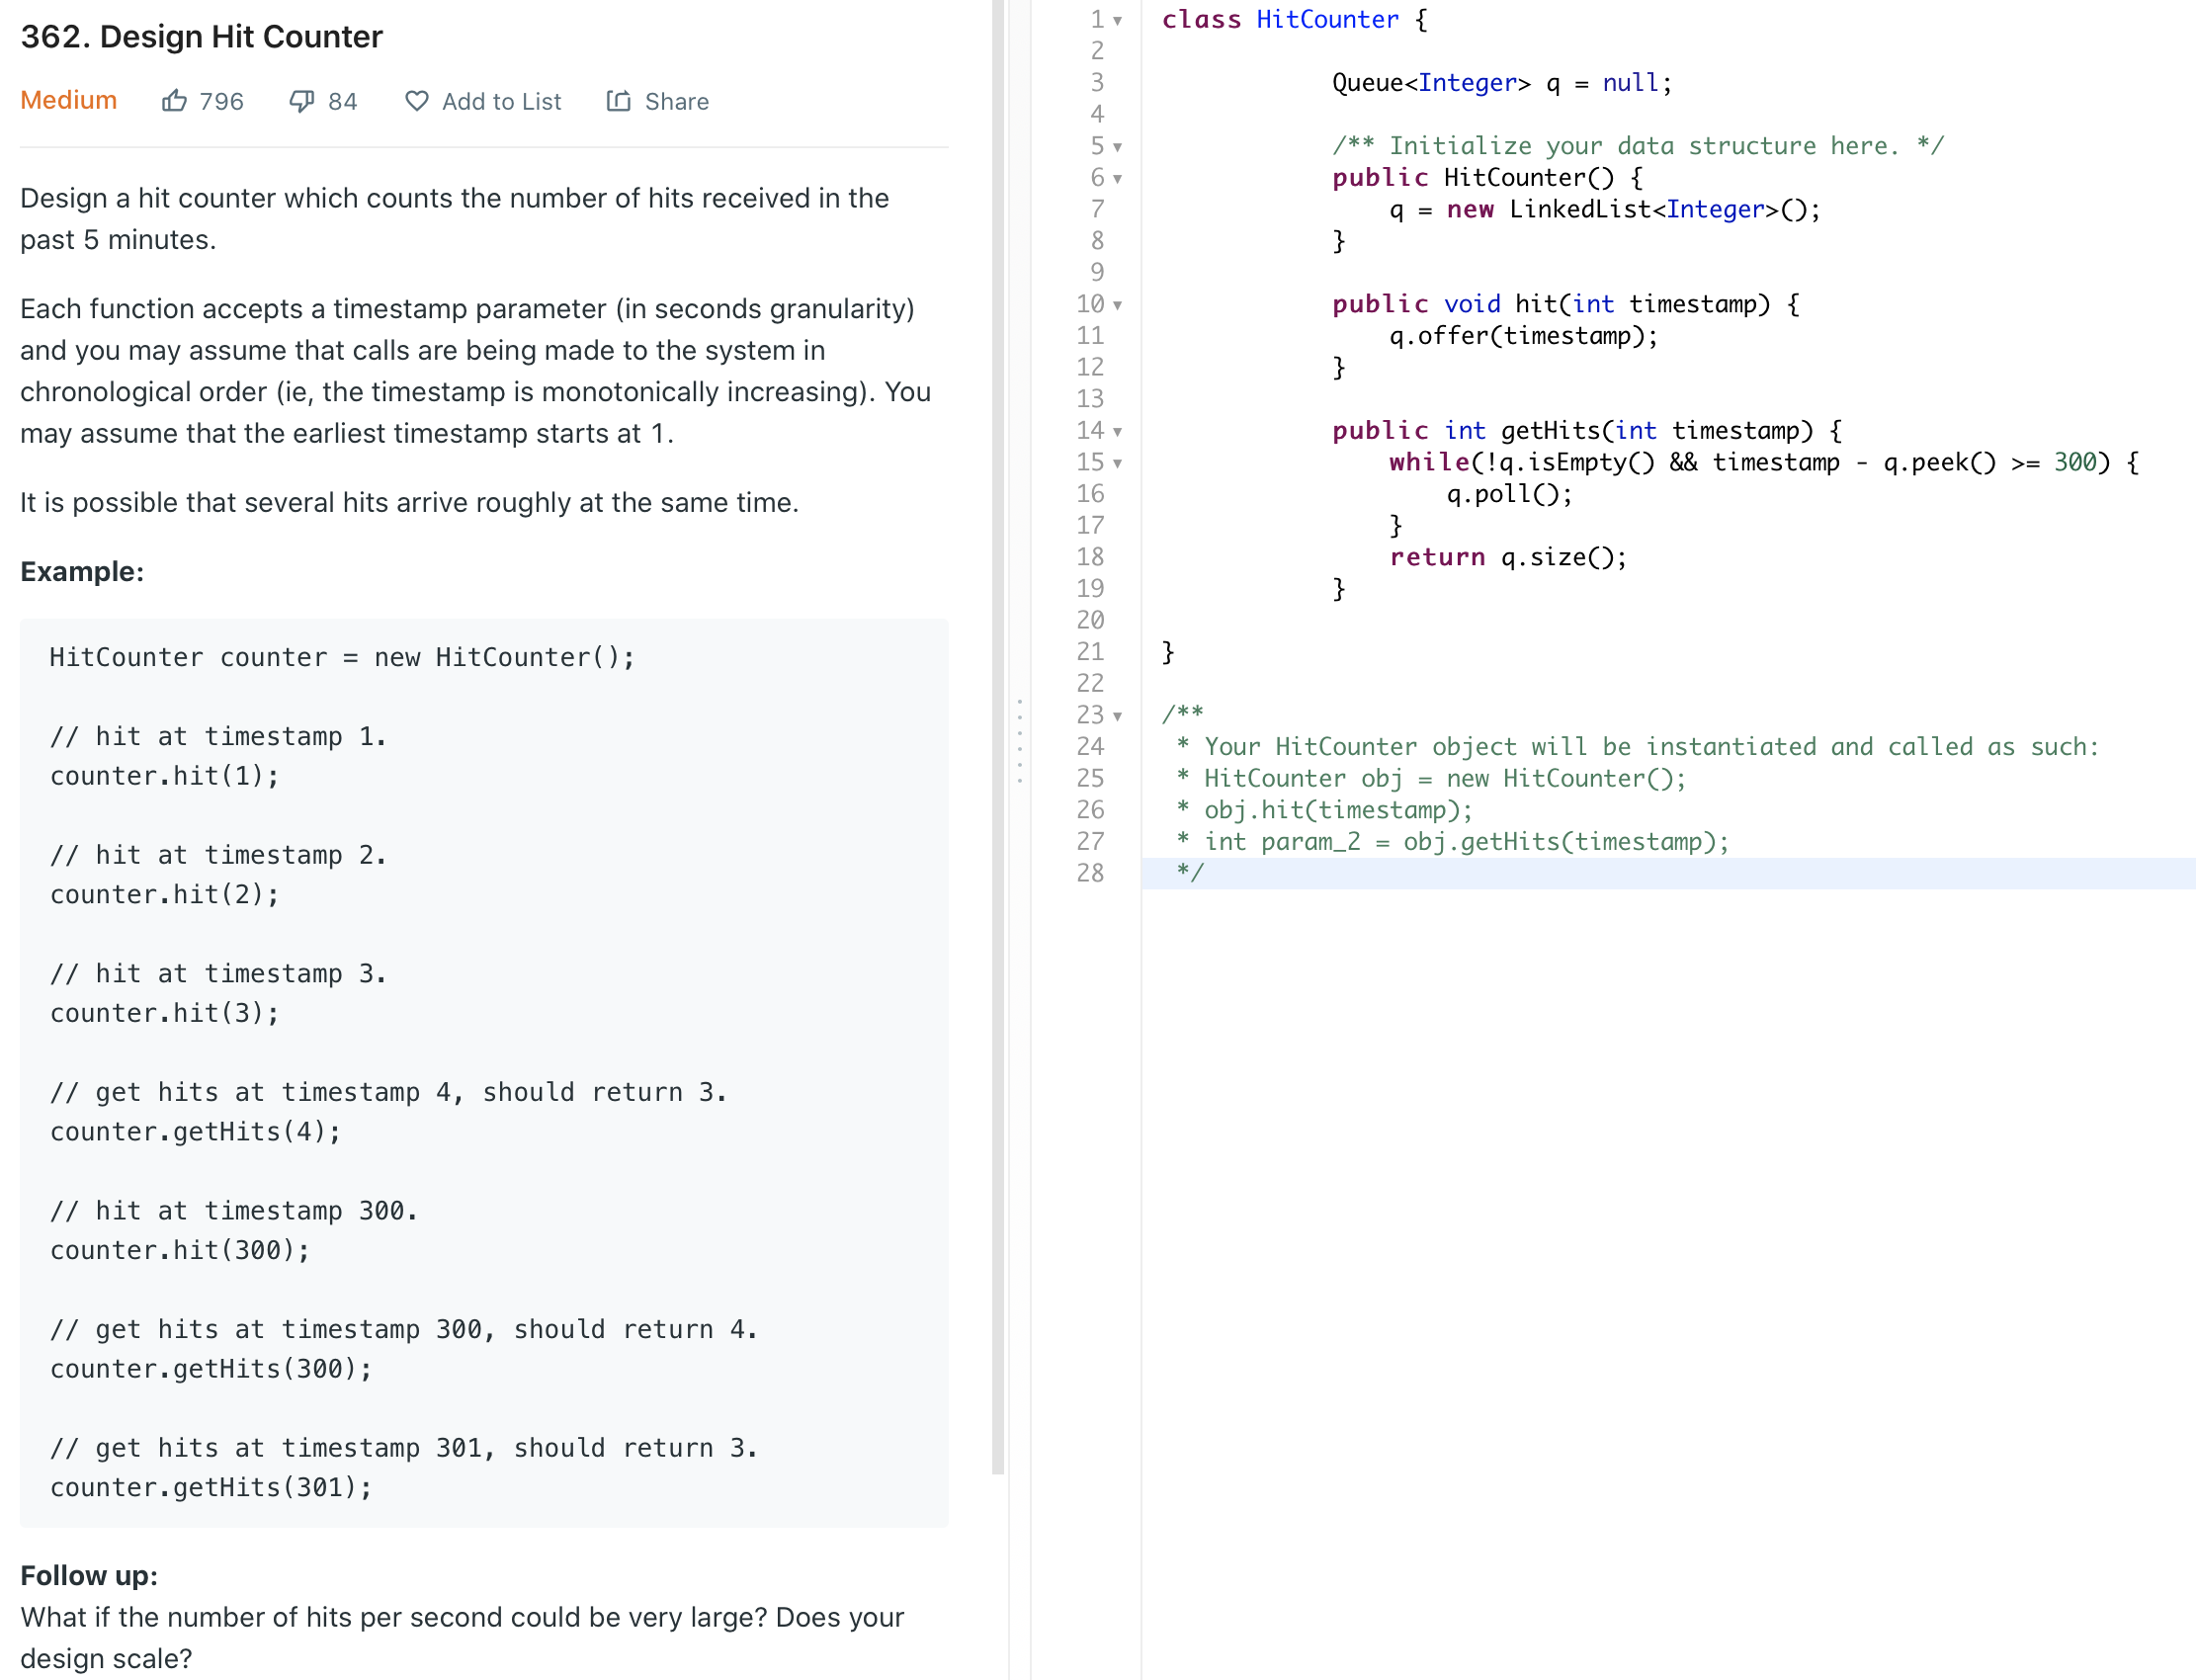 362. Design Hit Counter
Medium 796 84 Add to List Share
Design a hit counter which counts the number of hits received in the
past 5 minutes.
Each function accepts a timestamp parameter (in seconds granularity)
and you may assume that calls are being made to the system in
chronological order (ie, the timestamp is monotonically increasing). You
may assume that the earliest timestamp starts at 1.
It is possible that several hits arrive roughly at the same time.
Example:
HitCounter counter = new HitCounter();
// hit at timestamp 1.
counter.hit(1);
// hit at timestamp 2.
counter.hit(2);
// hit at timestamp 3.
counter.hit(3);
// get hits at timestamp 4, should return 3.
counter.getHits(4);
// hit at timestamp 300.
counter.hit(300);
// get hits at timestamp 300, should return 4.
counter.getHits(300);
// get hits at timestamp 301, should return 3.
counter.getHits(301);
Follow up:
What if the number of hits per second could be very large? Does your
design scale?
1 class HitCounter {
2
3 Queue<Integer> q = null;
4
5 /** Initialize your data structure here. */
6 public HitCounter() {
7 q = new LinkedList<Integer>();
8 }
9
10 public void hit(int timestamp) {
11 q.offer(timestamp);
12 }
13
14 public int getHits(int timestamp) {
15 while(!q.isEmpty() && timestamp - q.peek() >= 300) {
16 q.poll();
17 }
18 return q.size();
19 }
20
21 }
22
23 /**
24 * Your HitCounter object will be instantiated and called as such:
25 * HitCounter obj = new HitCounter();
26 * obj.hit(timestamp);
27 * int param_2 = obj.getHits(timestamp);
28 */